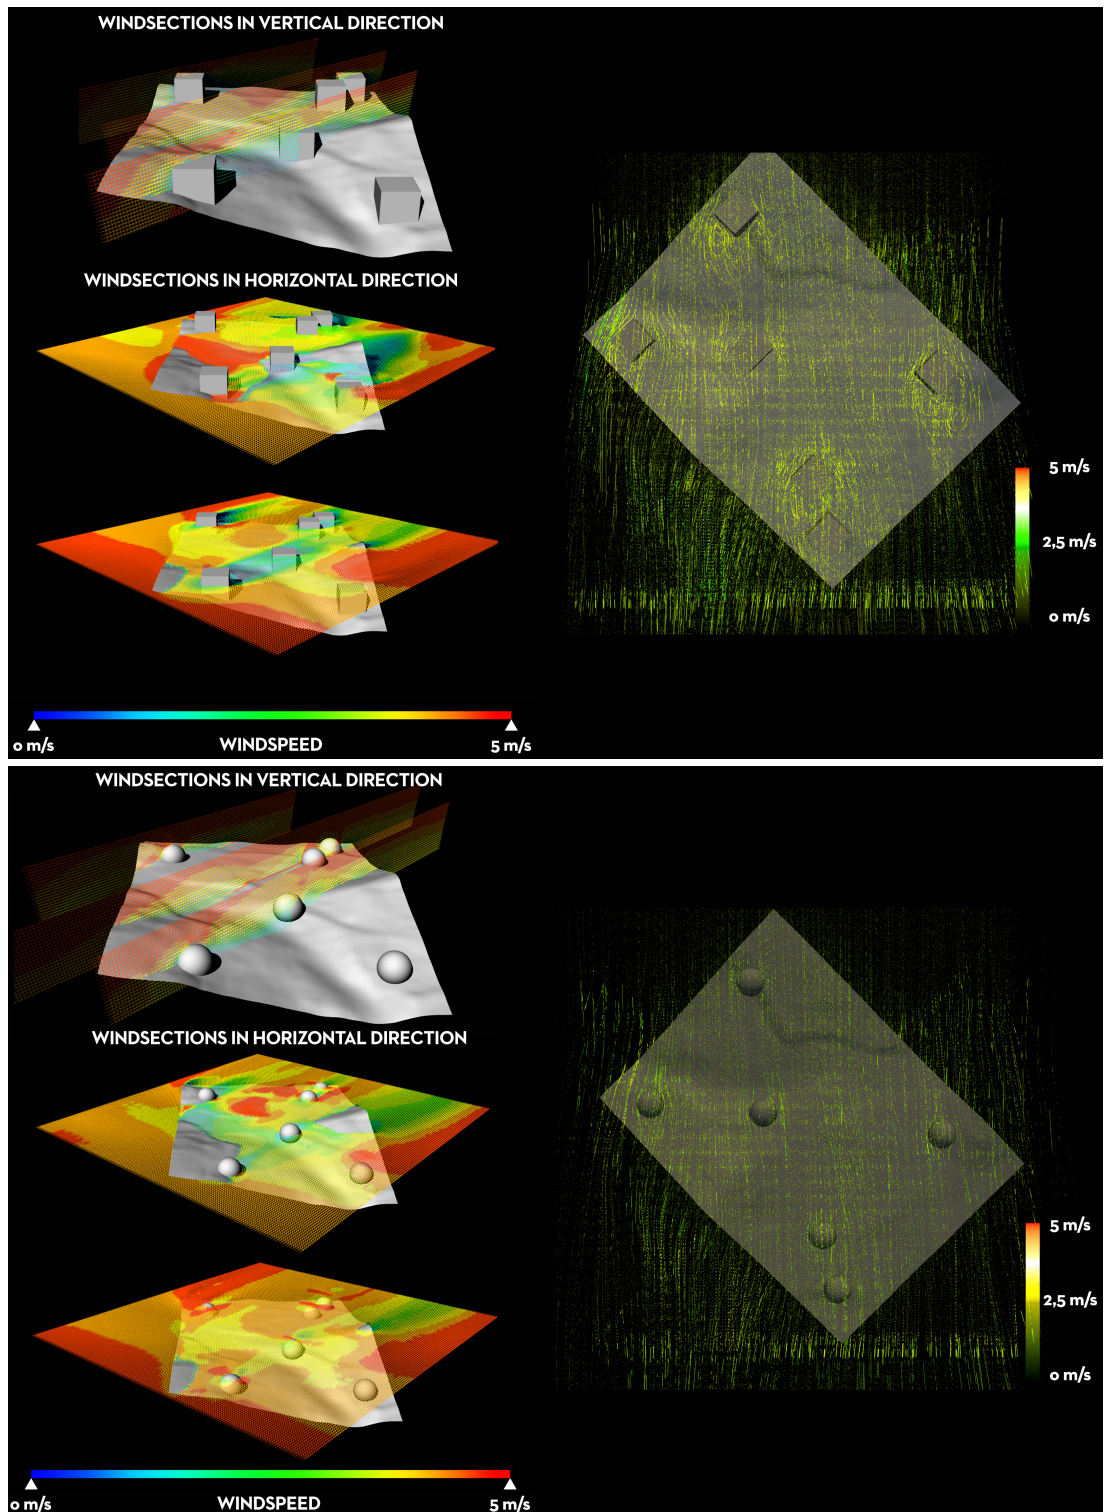 WINDSECTIONS IN VERTICAL DIRECTION
WINDSECTIONS IN HORIZONTAL DIRECTION
5 m/s
2,5 m/s
0 m/s
0 m/s WINDSPEED 5 m/s
WINDSECTIONS IN VERTICAL DIRECTION
WINDSECTIONS IN HORIZONTAL DIRECTION
5 m/s
2,5 m/s
0 m/s
0 m/s WINDSPEED 5 m/s